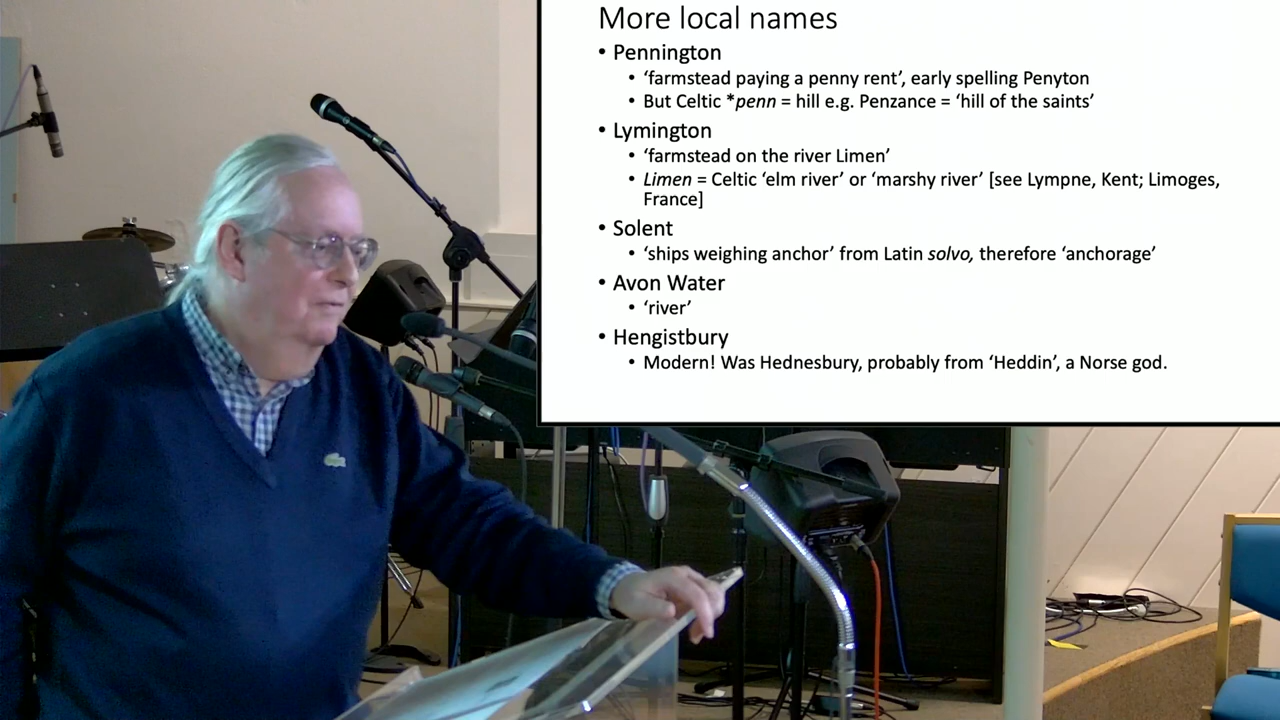 More local names
• Pennington
• ‘farmstead paying a penny rent’, early spelling Penyton
• But Celtic *penn = hill e.g. Penzance = ‘hill of the saints’
• Lymington
• ‘farmstead on the river Limen’
• Limen = Celtic ‘elm river’ or ‘marshy river’ [see Lympne, Kent; Limoges,
France]
• Solent
• ‘ships weighing anchor’ from Latin solvo, therefore ‘anchorage’
• Avon Water
• ‘river’
• Hengistbury
• Modern! Was Hednesbury, probably from ‘Heddin’, a Norse god.